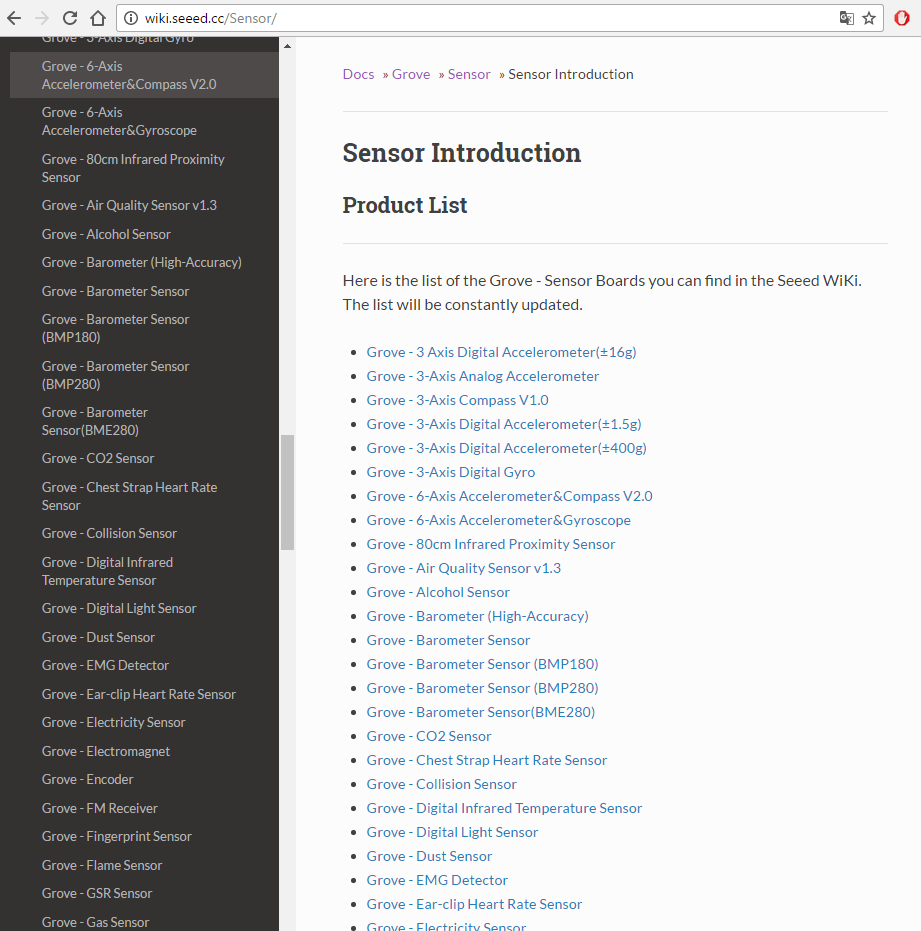 wiki.seeed.cc/Sensor/
Grove - 3-Axis Digital Gyro
Grove - 6-Axis
Accelerometer&Compass V2.0
Grove - 6-Axis
Accelerometer&Gyroscope
Grove - 80cm Infrared Proximity
Sensor
Grove - Air Quality Sensor v1.3
Grove - Alcohol Sensor
Grove - Barometer (High-Accuracy)
Grove - Barometer Sensor
Grove - Barometer Sensor
(BMP180)
Grove - Barometer Sensor
(BMP280)
Grove - Barometer
Sensor(BME280)
Grove - CO2 Sensor
Grove - Chest Strap Heart Rate
Sensor
Grove - Collision Sensor
Grove - Digital Infrared
Temperature Sensor
Grove - Digital Light Sensor
Grove - Dust Sensor
Grove - EMG Detector
Grove - Ear-clip Heart Rate Sensor
Grove - Electricity Sensor
Grove - Electromagnet
Grove - Encoder
Grove - FM Receiver
Grove - Fingerprint Sensor
Grove - Flame Sensor
Grove - GSR Sensor
Grove - Gas Sensor
Docs » Grove » Sensor » Sensor Introduction
Sensor Introduction
Product List
Here is the list of the Grove - Sensor Boards you can find in the Seeed WiKi.
The list will be constantly updated.
• Grove - 3 Axis Digital Accelerometer(±16g)
• Grove - 3-Axis Analog Accelerometer
• Grove - 3-Axis Compass V1.0
• Grove - 3-Axis Digital Accelerometer(±1.5g)
• Grove - 3-Axis Digital Accelerometer(±400g)
• Grove - 3-Axis Digital Gyro
• Grove - 6-Axis Accelerometer&Compass V2.0
• Grove - 6-Axis Accelerometer&Gyroscope
• Grove - 80cm Infrared Proximity Sensor
• Grove - Air Quality Sensor v1.3
• Grove - Alcohol Sensor
• Grove - Barometer (High-Accuracy)
• Grove - Barometer Sensor
• Grove - Barometer Sensor (BMP180)
• Grove - Barometer Sensor (BMP280)
• Grove - Barometer Sensor(BME280)
• Grove - CO2 Sensor
• Grove - Chest Strap Heart Rate Sensor
• Grove - Collision Sensor
• Grove - Digital Infrared Temperature Sensor
• Grove - Digital Light Sensor
• Grove - Dust Sensor
• Grove - EMG Detector
• Grove - Ear-clip Heart Rate Sensor
• Grove - Electricity Sensor